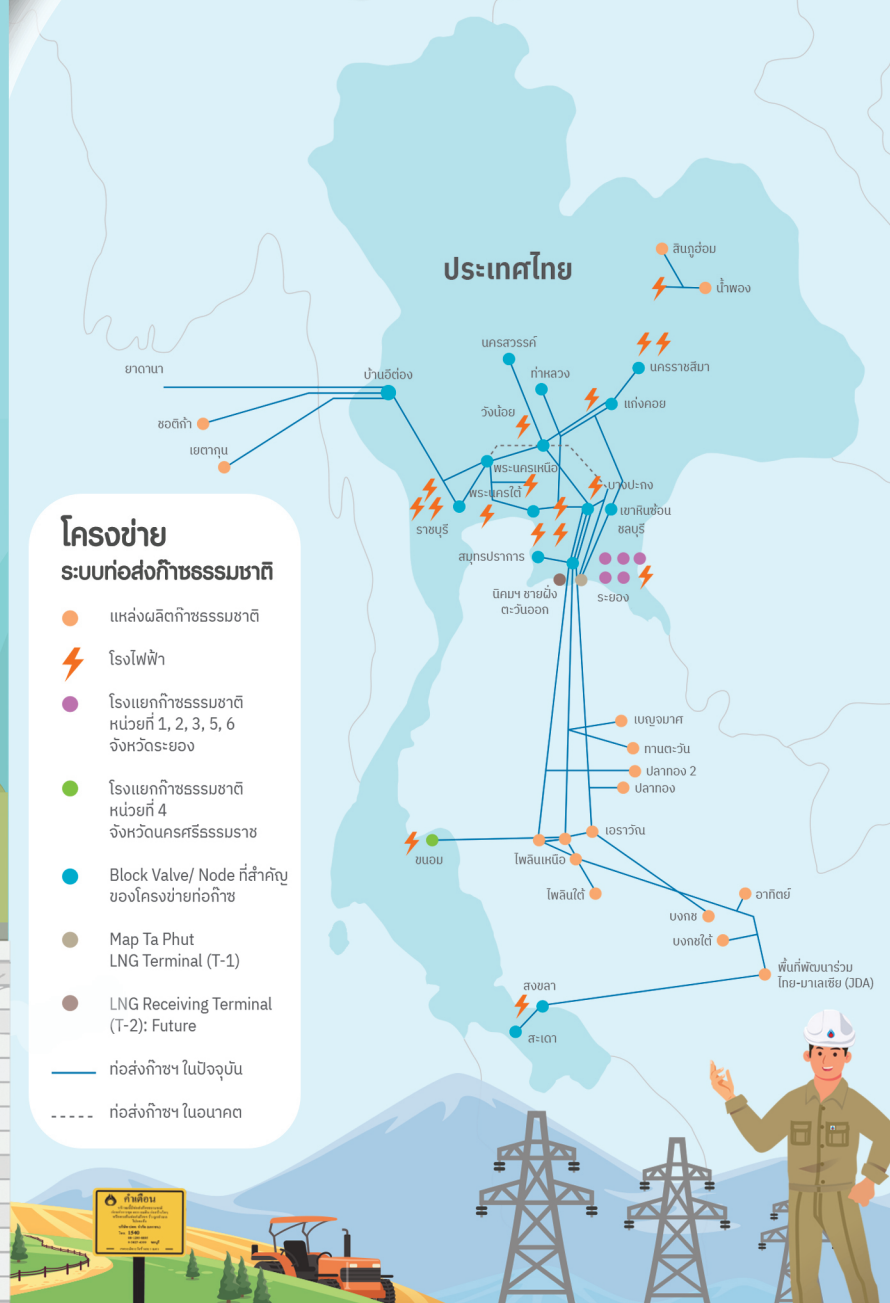 ประเทศไทย
สินภูฮ่อม
น้ำพอง
นครสวรรค์
ท่าหลวง
นครราชสีมา
ยาดานา
บ้านอีต่อง
แก่งคอย
วังน้อย
ซอติก้า
เยตากุน
พระนครเหนือ
บางปะกง
พระนครใต้
เขาหินซ้อน
ราชบุรี
ชลบุรี
สมุทรปราการ
นิคมฯ ชายฝั่ง
ตะวันออก
ระยอง
โครงข่าย
ระบบท่อส่งก๊าซธรรมชาติ
แหล่งผลิตก๊าซธรรมชาติ
โรงไฟฟ้า
โรงแยกก๊าซธรรมชาติ
หน่วยที่ 1, 2, 3, 5, 6
จังหวัดระยอง
โรงแยกก๊าซธรรมชาติ
หน่วยที่ 4
จังหวัดนครศรีธรรมราช
Block Valve/ Node ที่สำคัญ
ของโครงข่ายท่อก๊าซ
Map Ta Phut
LNG Terminal (T-1)
LNG Receiving Terminal
(T-2): Future
ท่อส่งก๊าซฯ ในปัจจุบัน
ท่อส่งก๊าซฯ ในอนาคต
เบญจมาศ
ทานตะวัน
ปลาทอง 2
ปลาทอง
เอราวัณ
ขนอม
ไพลินเหนือ
ไพลินใต้
อาทิตย์
บงกช
บงกชใต้
พื้นที่พัฒนาร่วม
ไทย-มาเลเซีย (JDA)
สงขลา
สะเดา
คำเตือน
โทร. 1540